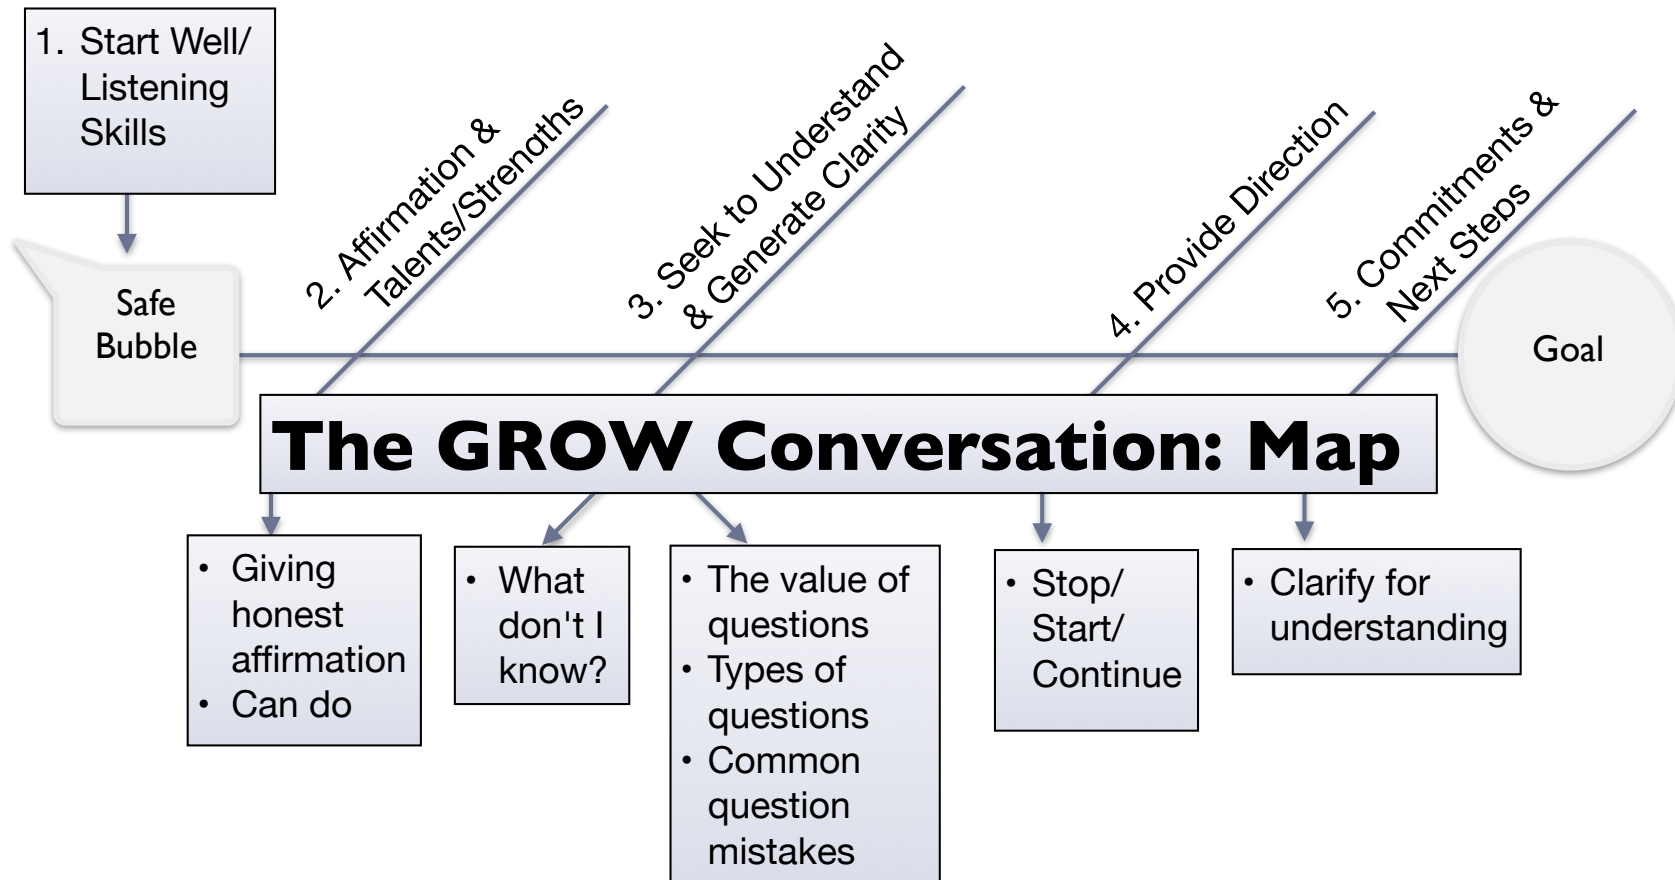 1. Start Well/
Listening
Skills
2. Affirmation &
Talents/Strengths
3. Seek to Understand
& Generate Clarity
4. Provide Direction
5. Commitments &
Next Steps
Safe
Bubble
Goal
The GROW Conversation: Map
• Giving
honest
affirmation
• Can do
• What
don't I
know?
• The value of
questions
• Types of
questions
• Common
question
mistakes
• Stop/
Start/
Continue
• Clarify for
understanding